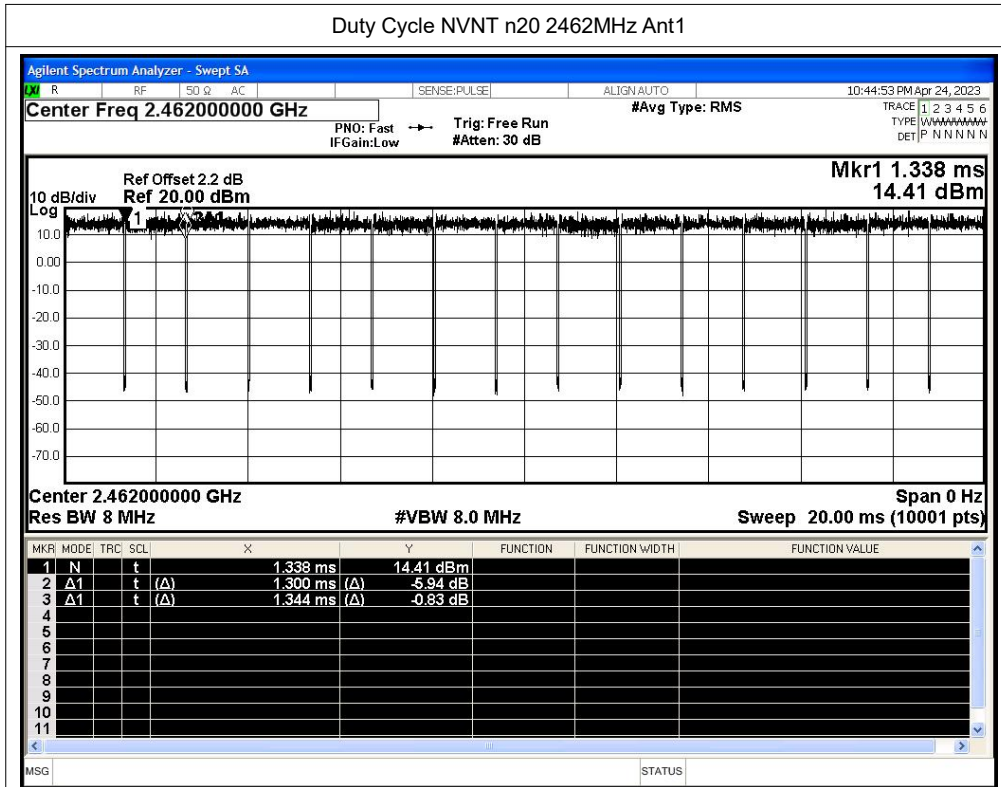 Duty Cycle NVNT n20 2462MHz Ant1
Agilent Spectrum Analyzer - Swept SA
LXI R RF 50 Ω AC SENSE:PULSE ALIGN AUTO 10:44:53 PM Apr 24, 2023
Center Freq 2.462000000 GHz #Avg Type: RMS TRACE 1 2 3 4 5 6
PNO: Fast Trig: Free Run TYPE WWWWWW
IFGain:Low #Atten: 30 dB DET P N N N N N
Mkr1 1.338 ms
Ref Offset 2.2 dB
10 dB/div Ref 20.00 dBm 14.41 dBm
Log
1 3Δ1
10.0
0.00
-10.0
-20.0
-30.0
-40.0
-50.0
-60.0
-70.0
Center 2.462000000 GHz Span 0 Hz
Res BW 8 MHz #VBW 8.0 MHz Sweep 20.00 ms (10001 pts)
MKR MODE TRC SCL X Y FUNCTION FUNCTION WIDTH FUNCTION VALUE
1 N t 1.338 ms 14.41 dBm
2 Δ1 t (Δ) 1.300 ms (Δ) -5.94 dB
3 Δ1 t (Δ) 1.344 ms (Δ) -0.83 dB
4
5
6
7
8
9
10
11
MSG STATUS